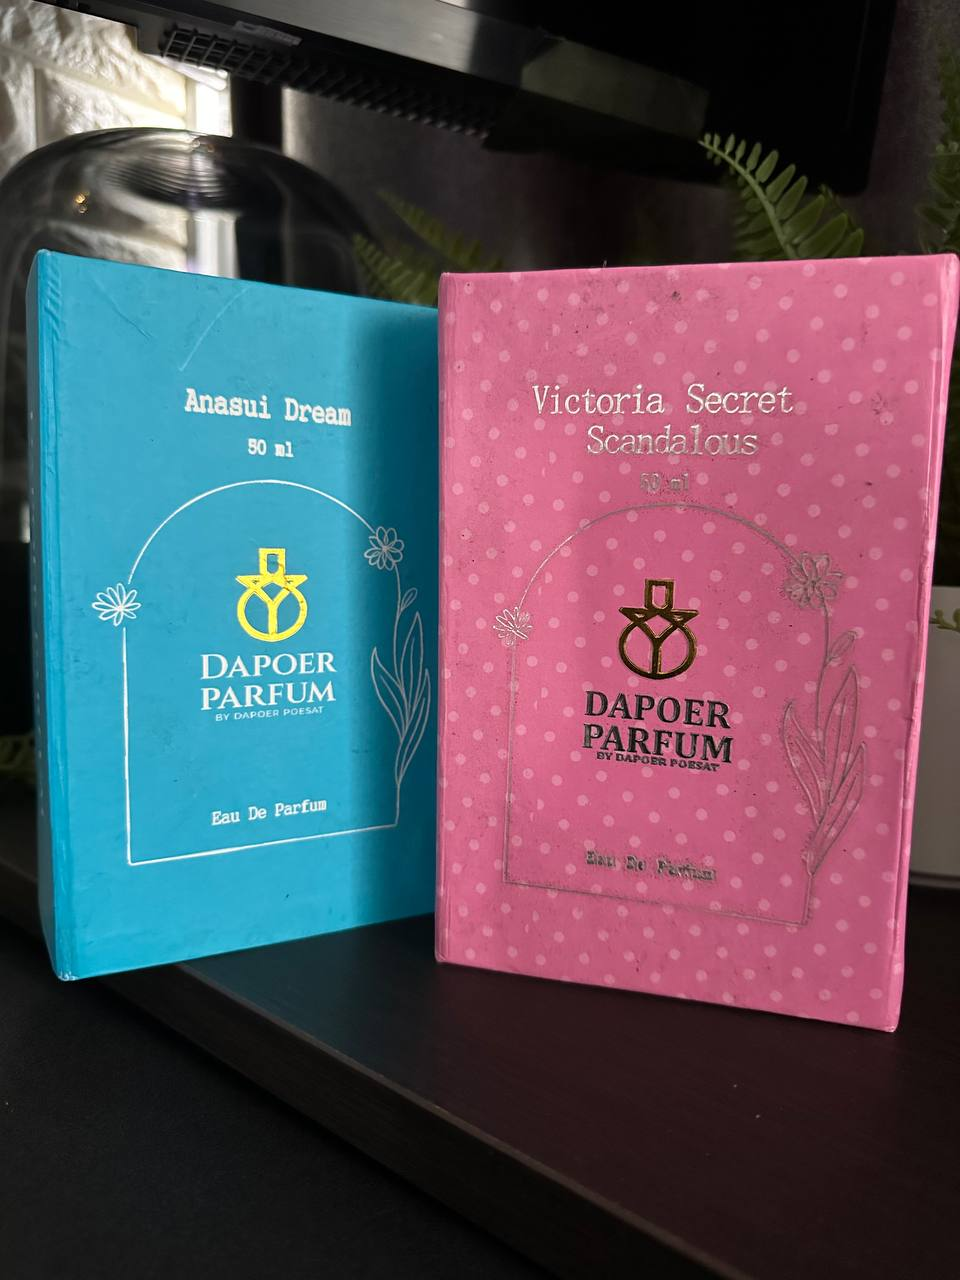 Anasui Dream
50 ml
DAPOER
PARFUM
BY DAPOER POESAT
Eau De Parfum
Victoria Secret
Scandalous
50 ml
DAPOER
PARFUM
BY DAPOER POESAT
Eau De Parfum